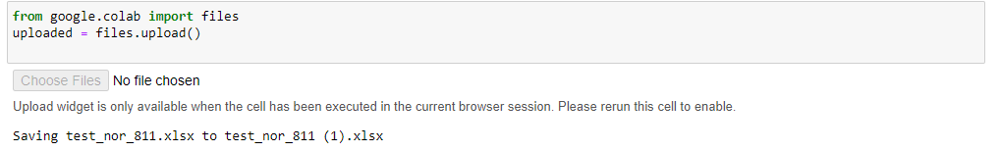 from google.colab import files
uploaded = files.upload()
Choose Files No file chosen
Upload widget is only available when the cell has been executed in the current browser session. Please rerun this cell to enable.
Saving test_nor_811.xlsx to test_nor_811 (1).xlsx